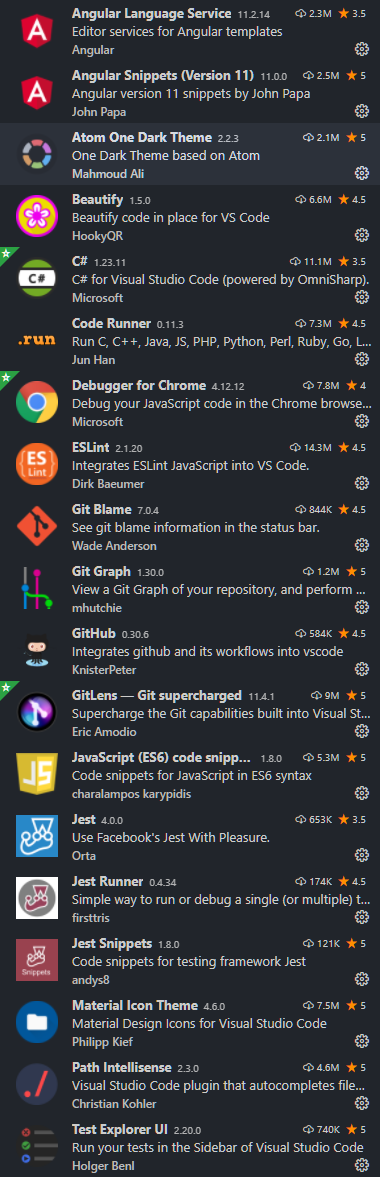 Angular Language Service 11.2.14 2.3M 3.5
Editor services for Angular templates
Angular
Angular Snippets (Version 11) 11.0.0 2.5M 5
Angular version 11 snippets by John Papa
John Papa
Atom One Dark Theme 2.2.3 2.1M 5
One Dark Theme based on Atom
Mahmoud Ali
Beautify 1.5.0 6.6M 4.5
Beautify code in place for VS Code
HookyQR
C# 1.23.11 11.1M 3.5
C#
C# for Visual Studio Code (powered by OmniSharp).
Microsoft
Code Runner 0.11.3 7.3M 4.5
.run
Run C, C++, Java, JS, PHP, Python, Perl, Ruby, Go, L...
Jun Han
Debugger for Chrome 4.12.12 7.8M 4
Debug your JavaScript code in the Chrome browse...
Microsoft
ESLint 2.1.20 14.3M 4.5
{ES
Lint}
Integrates ESLint JavaScript into VS Code.
Dirk Baeumer
Git Blame 7.0.4 844K 4.5
See git blame information in the status bar.
Wade Anderson
Git Graph 1.30.0 1.2M 5
View a Git Graph of your repository, and perform ...
mhutchie
GitHub 0.30.6 584K 4.5
Integrates github and its workflows into vscode
KnisterPeter
GitLens — Git supercharged 11.4.1 9M 5
Supercharge the Git capabilities built into Visual St...
Eric Amodio
JavaScript (ES6) code snipp... 1.8.0 5.3M 5
JS
Code snippets for JavaScript in ES6 syntax
charalampos karypidis
Jest 4.0.0 653K 3.5
Use Facebook's Jest With Pleasure.
Orta
Jest Runner 0.4.34 174K 4.5
Simple way to run or debug a single (or multiple) t...
firsttris
Jest Snippets 1.8.0 121K 5
Code snippets for testing framework Jest
Snippets
andys8
Material Icon Theme 4.6.0 7.5M 5
Material Design Icons for Visual Studio Code
Philipp Kief
Path Intellisense 2.3.0 4.6M 5
./
Visual Studio Code plugin that autocompletes file...
Christian Kohler
Test Explorer UI 2.20.0 740K 5
Run your tests in the Sidebar of Visual Studio Code
Holger Benl